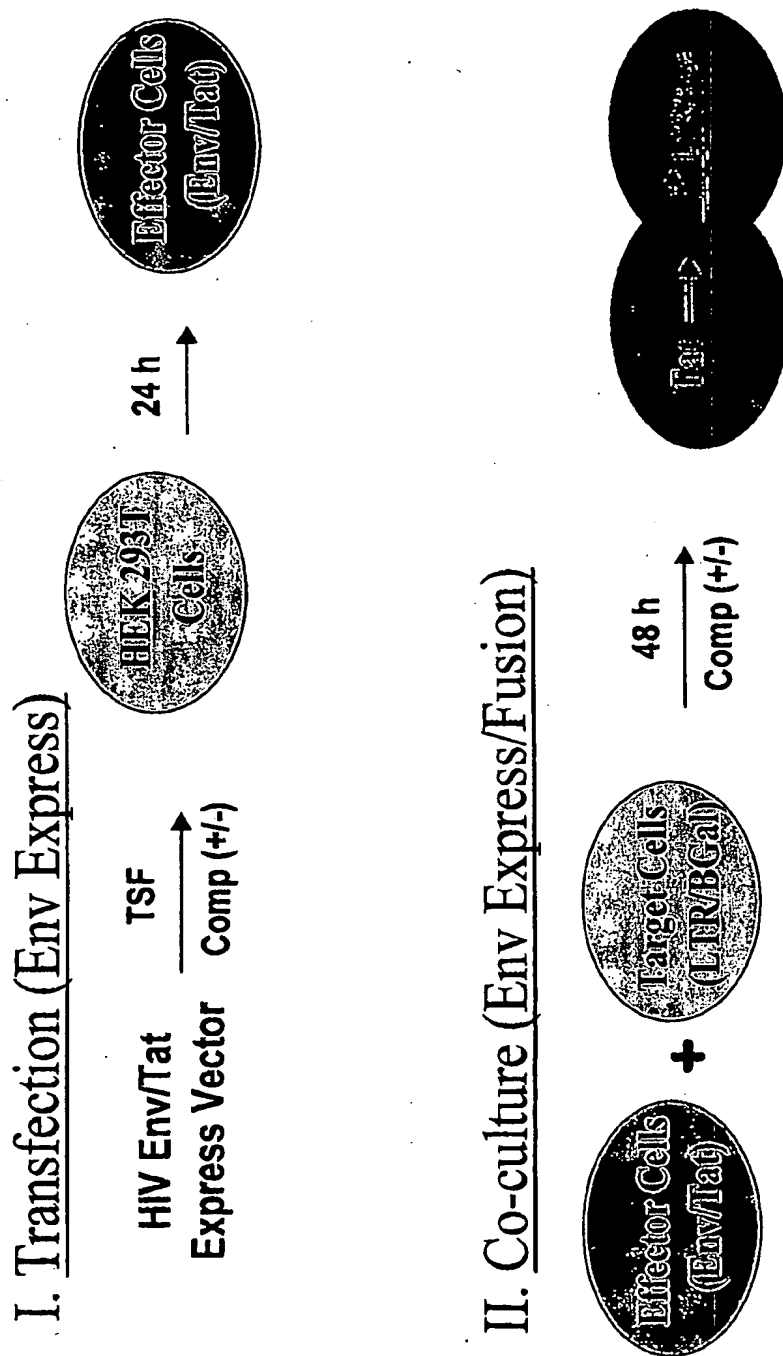 I. Transfection (Env Express)
HIV Env/Tat
Express Vector
TSF
Comp (+/-)
HEK 293T
Cells
24 h
Effector Cells
(Env/Tat)
II. Co-culture (Env Express/Fusion)
Effector Cells
(Env/Tat)
+
Target Cells
(LTR/BGal)
48 h
Comp (+/-)
Tat